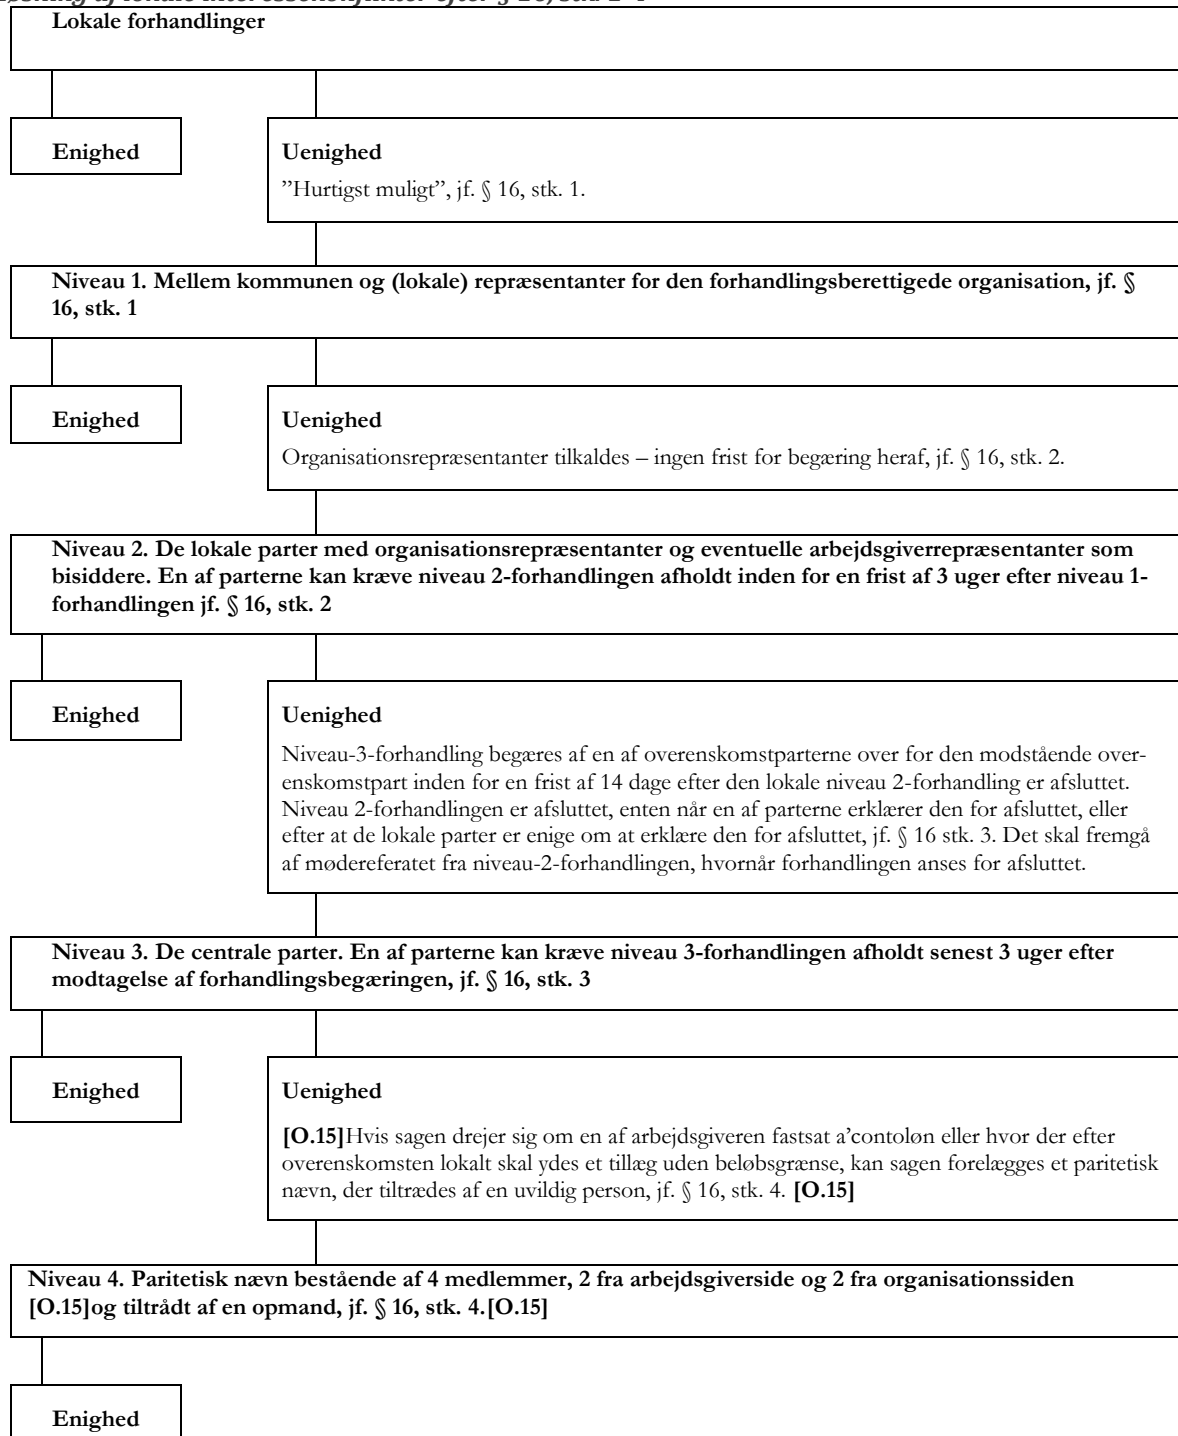 af lokale interessekonflikter efter §
Lokale forhandlinger
Enighed
Uenighed
”Hurtigst muligt”, jf. § 16, stk. 1.
Niveau 1. Mellem kommunen og (lokale) repræsentanter for den forhandlingsberettigede organisation, jf. §
16, stk. 1
Enighed
Uenighed
Organisationsrepræsentanter tilkaldes – ingen frist for begæring heraf, jf. § 16, stk. 2.
Niveau 2. De lokale parter med organisationsrepræsentanter og eventuelle arbejdsgiverrepræsentanter som
bisiddere. En af parterne kan kræve niveau 2-forhandlingen afholdt inden for en frist af 3 uger efter niveau 1-
forhandlingen jf. § 16, stk. 2
Enighed
Uenighed
Niveau-3-forhandling begæres af en af overenskomstparterne over for den modstående over-
enskomstpart inden for en frist af 14 dage efter den lokale niveau 2-forhandling er afsluttet.
Niveau 2-forhandlingen er afsluttet, enten når en af parterne erklærer den for afsluttet, eller
efter at de lokale parter er enige om at erklære den for afsluttet, jf. § 16 stk. 3. Det skal fremgå
af mødereferatet fra niveau-2-forhandlingen, hvornår forhandlingen anses for afsluttet.
Niveau 3. De centrale parter. En af parterne kan kræve niveau 3-forhandlingen afholdt senest 3 uger efter
modtagelse af forhandlingsbegæringen, jf. § 16, stk. 3
Enighed
Uenighed
[O.15]Hvis sagen drejer sig om en af arbejdsgiveren fastsat a’contoløn eller hvor der efter
overenskomsten lokalt skal ydes et tillæg uden beløbsgrænse, kan sagen forelægges et paritetisk
nævn, der tiltrædes af en uvildig person, jf. § 16, stk. 4. [O.15]
Niveau 4. Paritetisk nævn bestående af 4 medlemmer, 2 fra arbejdsgiverside og 2 fra organisationssiden
[O.15]og tiltrådt af en opmand, jf. § 16, stk. 4.[O.15]
Enighed